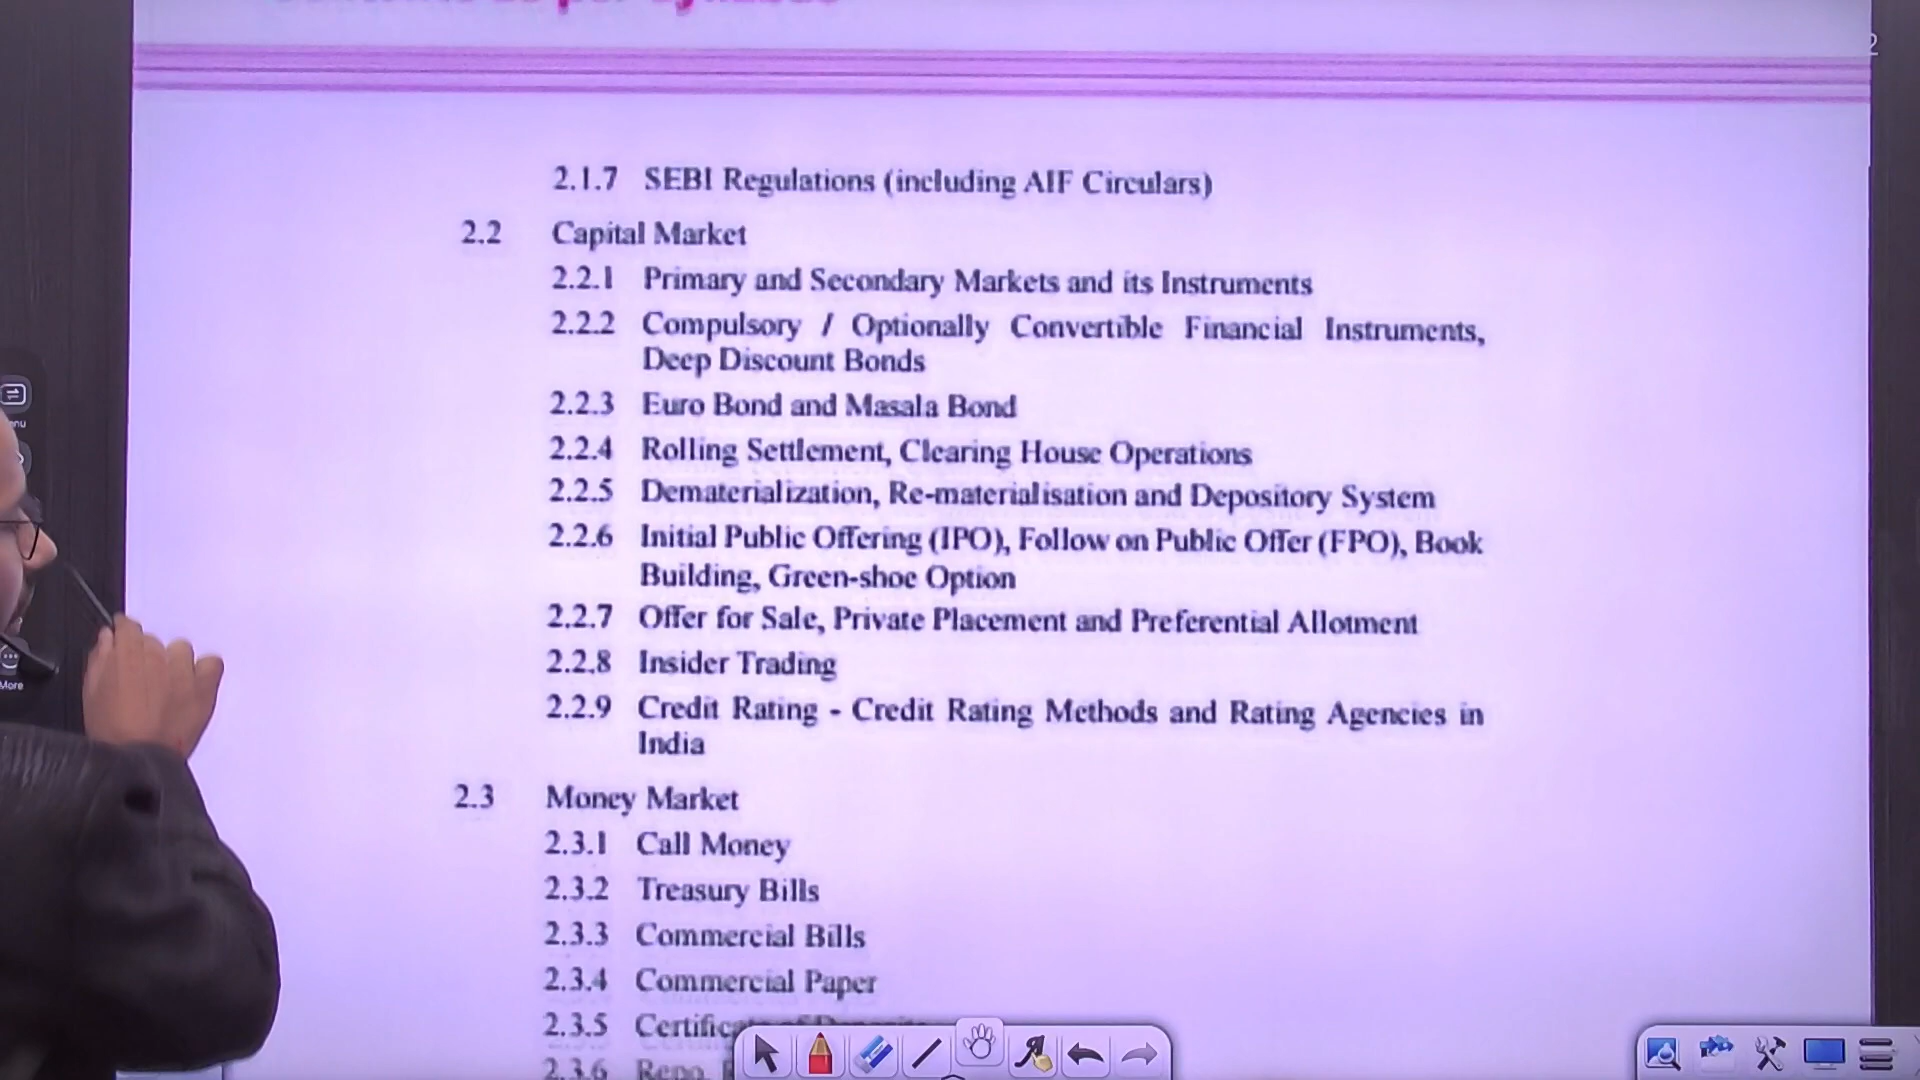 2
2.1.7 SEBI Regulations (including AIF Circulars)
2.2 Capital Market
2.2.1 Primary and Secondary Markets and its Instruments
2.2.2 Compulsory / Optionally Convertible Financial Instruments,
Deep Discount Bonds
2.2.3 Euro Bond and Masala Bond
2.2.4 Rolling Settlement, Clearing House Operations
2.2.5 Dematerialization, Re-materialisation and Depository System
2.2.6 Initial Public Offering (IPO), Follow on Public Offer (FPO), Book
Building, Green-shoe Option
2.2.7 Offer for Sale, Private Placement and Preferential Allotment
2.2.8 Insider Trading
2.2.9 Credit Rating - Credit Rating Methods and Rating Agencies in
India
2.3 Money Market
2.3.1 Call Money
2.3.2 Treasury Bills
2.3.3 Commercial Bills
2.3.4 Commercial Paper
2.3.5
2.3.6 Repo,
More